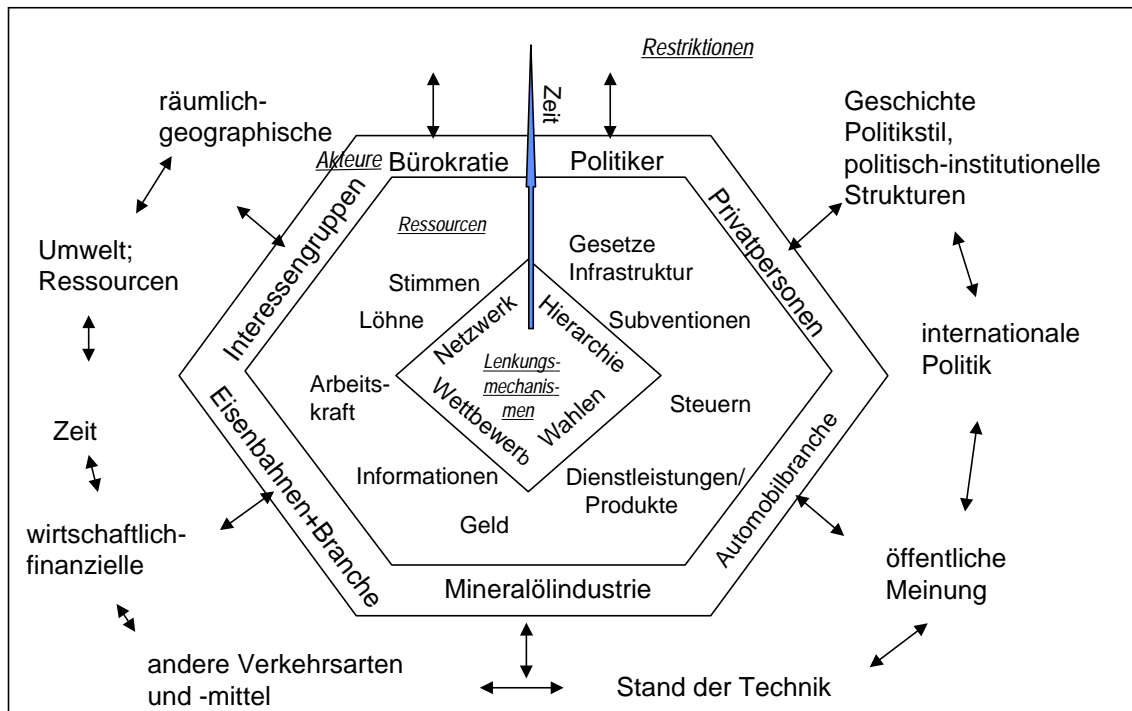 Restriktionen
Zeit
räumlich-
geographische
Geschichte
Politikstil,
politisch-institutionelle
Strukturen
Akteure
Bürokratie
Politiker
Interessengruppen
Privatpersonen
Ressourcen
Gesetze
Infrastruktur
Umwelt;
Ressourcen
Stimmen
Löhne
Netzwerk
Hierarchie
Subventionen
internationale
Politik
Lenkungs-
mechanis-
men
Arbeits-
kraft
Wettbewerb
Wahlen
Steuern
Zeit
Eisenbahnen+Branche
Automobilbranche
Informationen
Dienstleistungen/
Produkte
Geld
wirtschaftlich-
finanzielle
öffentliche
Meinung
Mineralölindustrie
andere Verkehrsarten
und -mittel
Stand der Technik